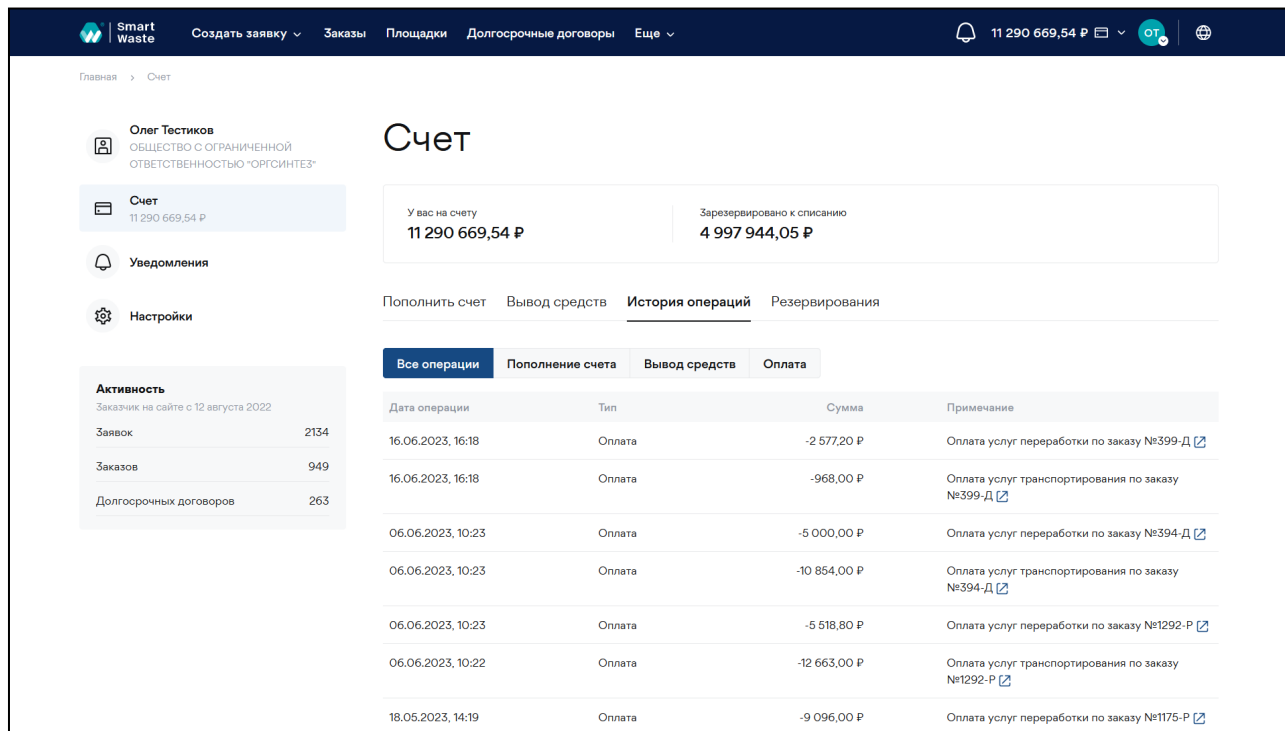 Smart
Waste
Создать заявку
Заказы
Площадки
Долгосрочные договоры
Еще
11 290 669,54 ₽
ОТ
Главная > Счет
Олег Тестиков
ОБЩЕСТВО С ОГРАНИЧЕННОЙ
ОТВЕТСТВЕННОСТЬЮ "ОРГСИНТЕЗ"
Счет
11 290 669,54 ₽
Уведомления
Настройки
Активность
Заказчик на сайте с 12 августа 2022
Заявок 2134
Заказов 949
Долгосрочных договоров 263
Счет
У вас на счету
11 290 669,54 ₽
Зарезервировано к списанию
4 997 944,05 ₽
Пополнить счет Вывод средств История операций Резервирования
Все операции Пополнение счета Вывод средств Оплата
Дата операции Тип Сумма Примечание
16.06.2023, 16:18 Оплата -2 577,20 ₽ Оплата услуг переработки по заказу №399-Д
16.06.2023, 16:18 Оплата -968,00 ₽ Оплата услуг транспортирования по заказу
№399-Д
06.06.2023, 10:23 Оплата -5 000,00 ₽ Оплата услуг переработки по заказу №394-Д
06.06.2023, 10:23 Оплата -10 854,00 ₽ Оплата услуг транспортирования по заказу
№394-Д
06.06.2023, 10:23 Оплата -5 518,80 ₽ Оплата услуг переработки по заказу №1292-Р
06.06.2023, 10:22 Оплата -12 663,00 ₽ Оплата услуг транспортирования по заказу
№1292-Р
18.05.2023, 14:19 Оплата -9 096,00 ₽ Оплата услуг переработки по заказу №1175-Р